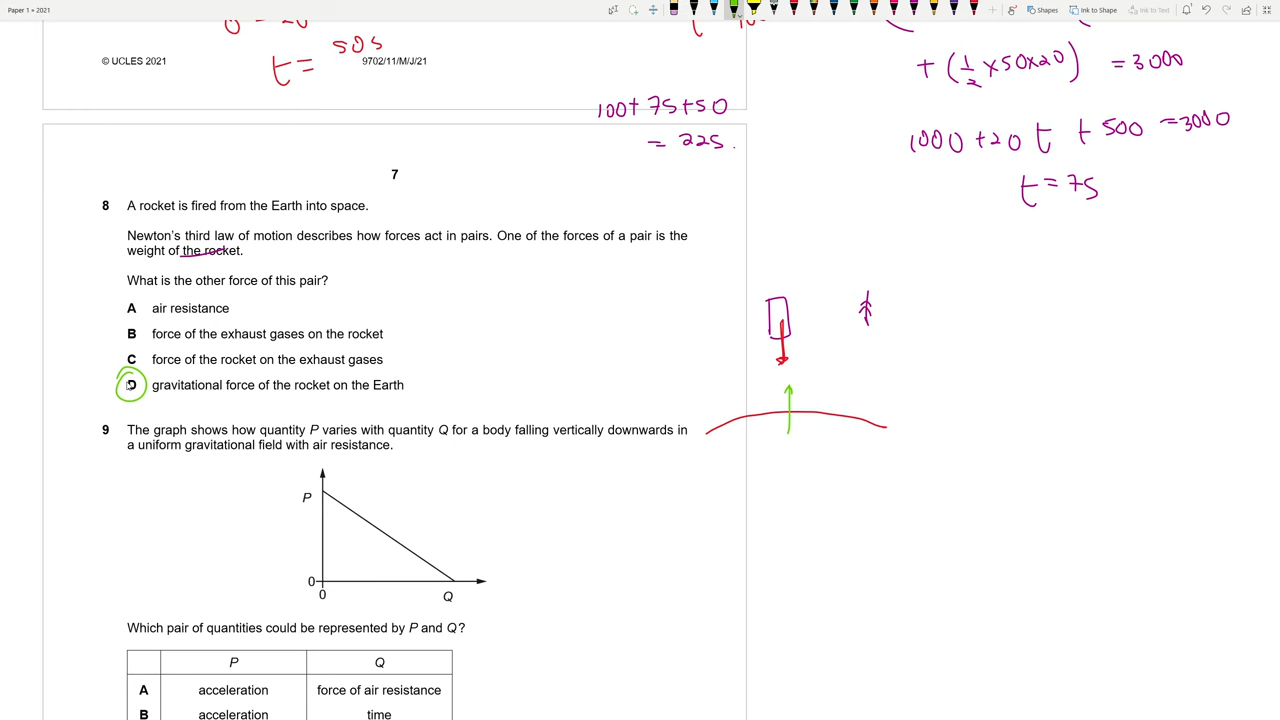 Paper 1 » 2021
Shapes
Ink to Shape
Ink to Text
t =
50s
© UCLES 2021
9702/11/M/J/21
+ (1/2 × 50 × 20) = 3000
100 + 75 + 50
= 225.
1000 + 20 t + 500 = 3000
t = 75
7
8 A rocket is fired from the Earth into space.
Newton's third law of motion describes how forces act in pairs. One of the forces of a pair is the
weight of the rocket.
What is the other force of this pair?
A air resistance
B force of the exhaust gases on the rocket
C force of the rocket on the exhaust gases
D gravitational force of the rocket on the Earth
9 The graph shows how quantity P varies with quantity Q for a body falling vertically downwards in
a uniform gravitational field with air resistance.
P
0
0
Q
Which pair of quantities could be represented by P and Q?
P Q
A acceleration force of air resistance
B acceleration time